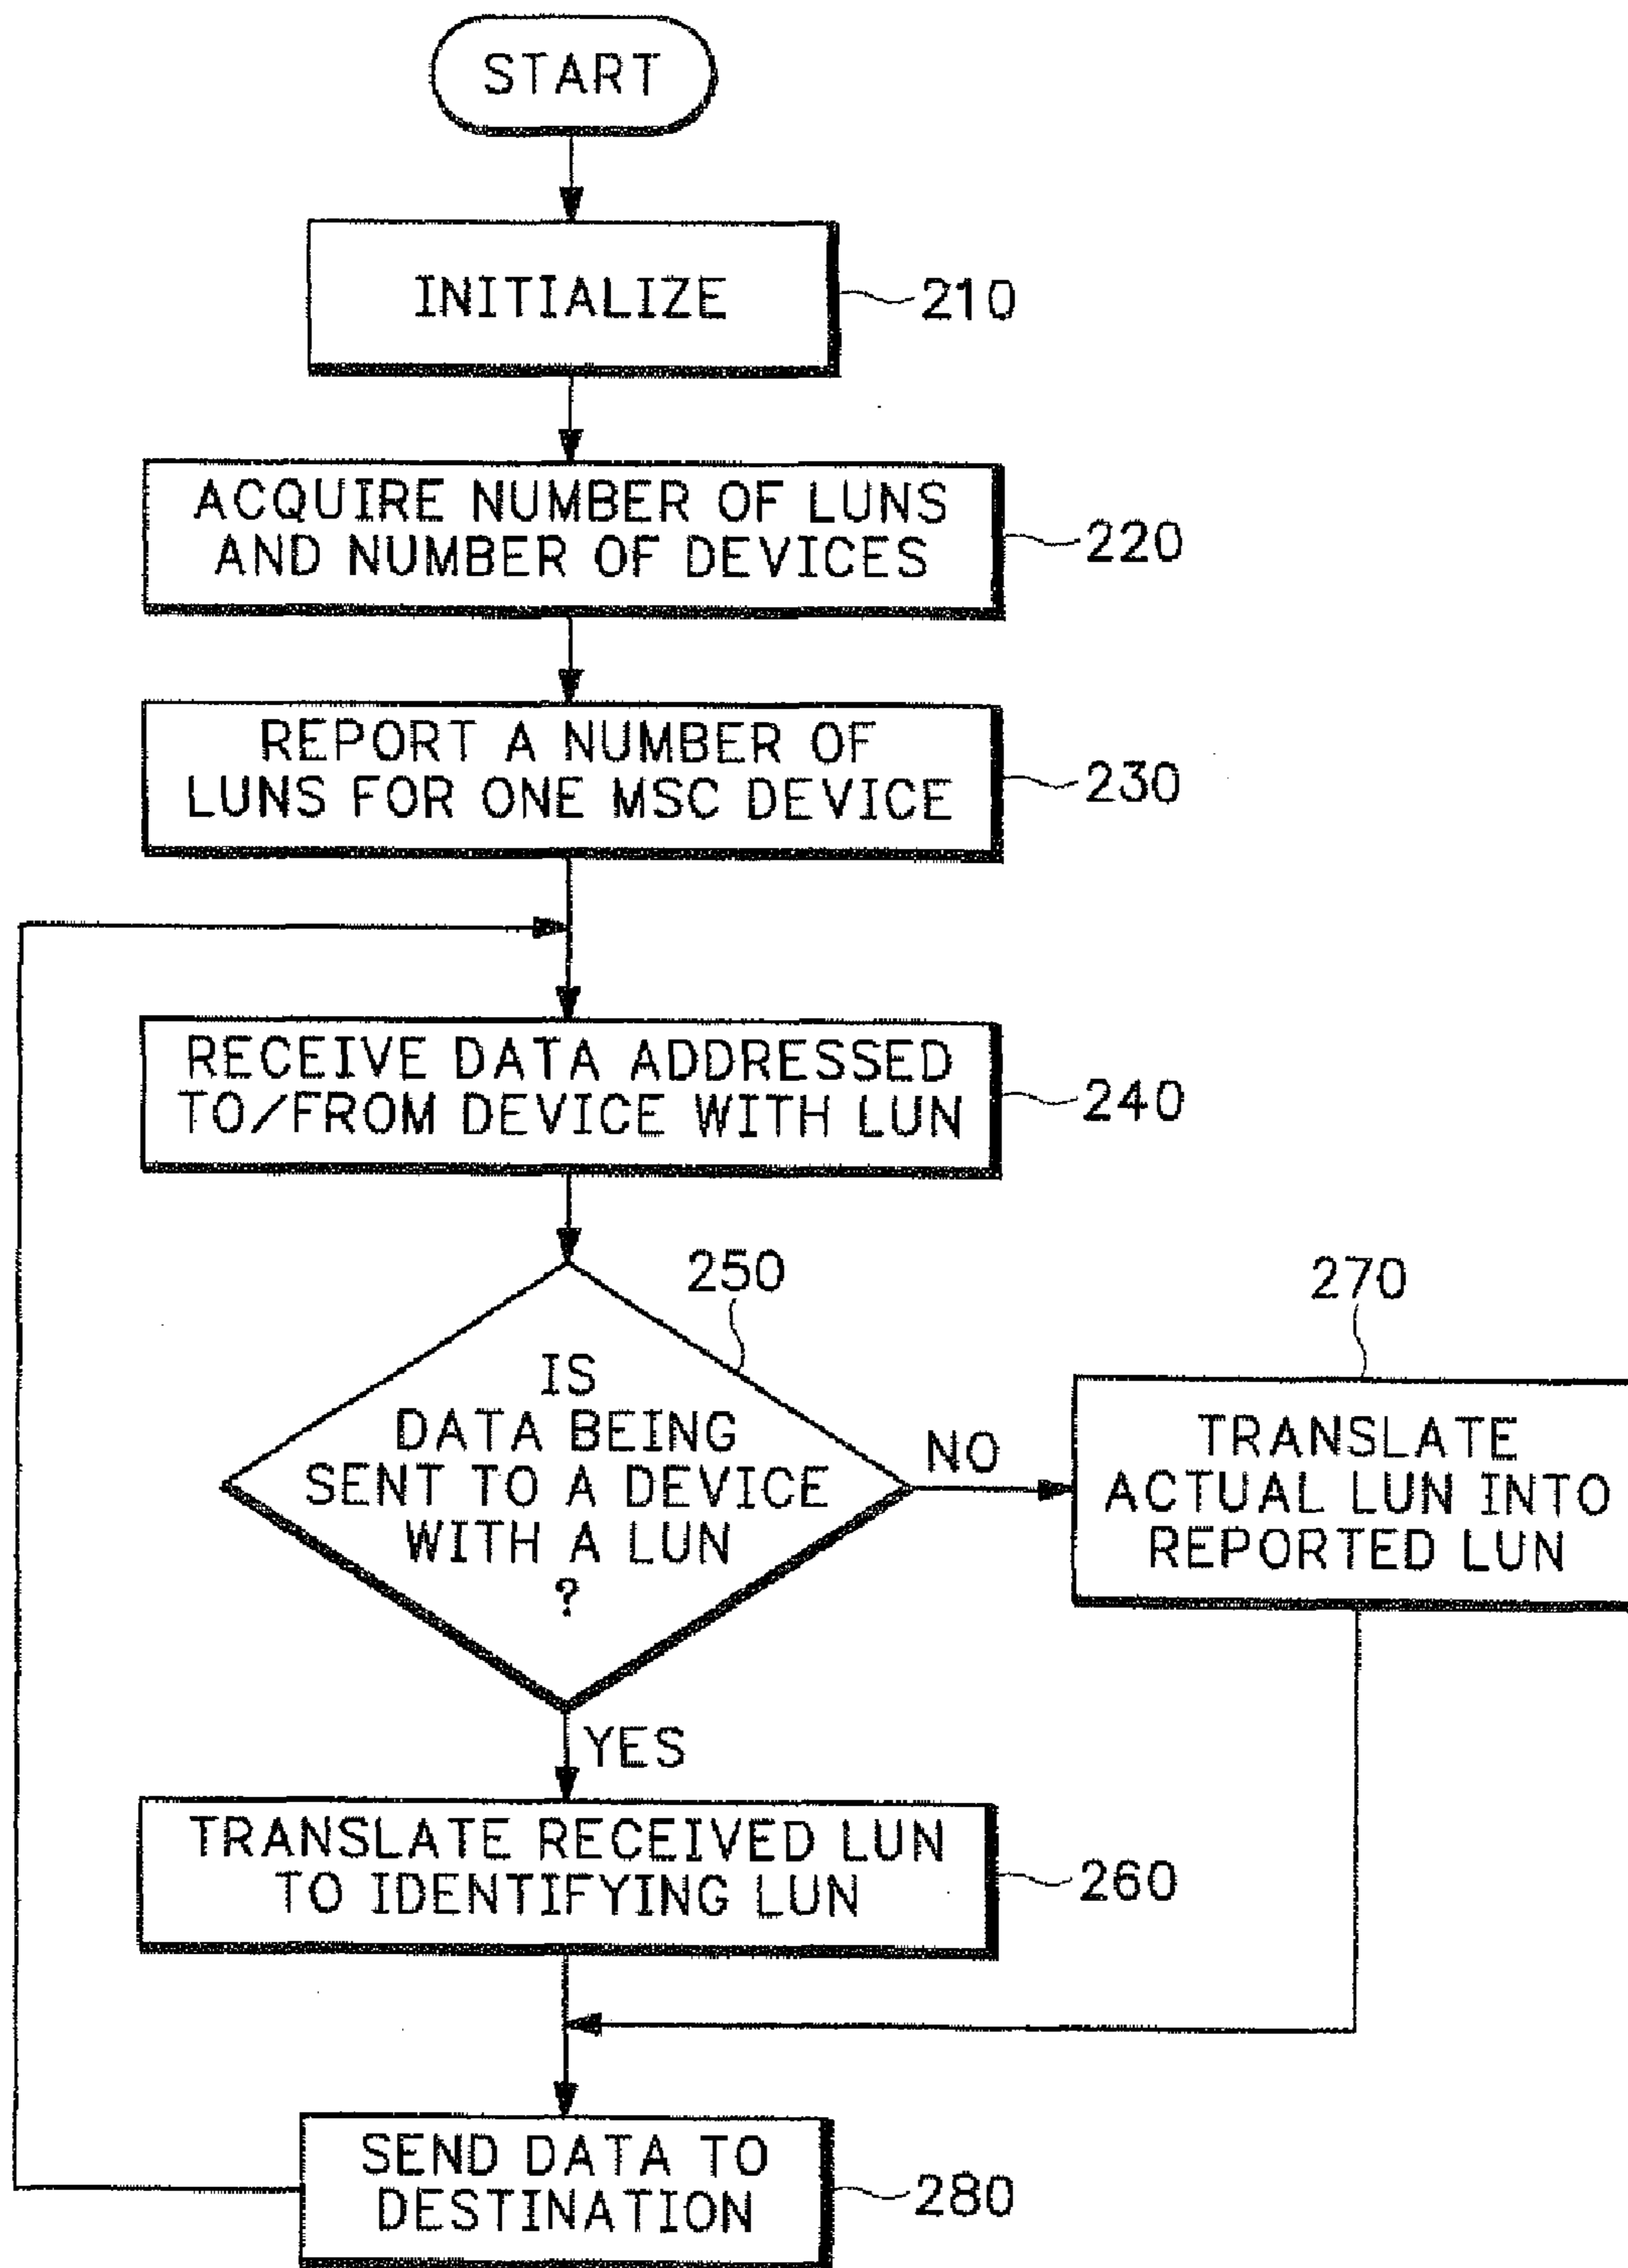 START
INITIALIZE
210
ACQUIRE NUMBER OF LUNS
AND NUMBER OF DEVICES
220
REPORT A NUMBER OF
LUNS FOR ONE MSC DEVICE
230
RECEIVE DATA ADDRESSED
TO/FROM DEVICE WITH LUN
240
250
IS
DATA BEING
SENT TO A DEVICE
WITH A LUN
?
NO
270
TRANSLATE
ACTUAL LUN INTO
REPORTED LUN
YES
TRANSLATE RECEIVED LUN
TO IDENTIFYING LUN
260
SEND DATA TO
DESTINATION
280